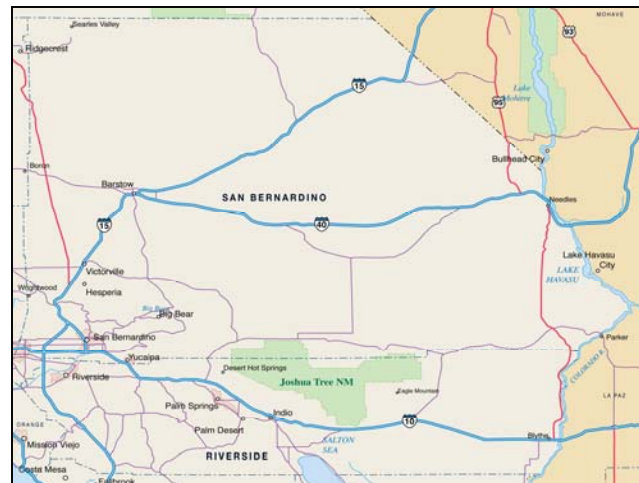 MOHAVE
Searles Valley
93
Ridgecrest
15
Lake
Mohave
95
Boron
Bullhead City
Barstow
SAN BERNARDINO
Needles
15
40
Victorville
Hesperia
Wrightwood
Lake Havasu
City
LAKE
HAVASU
Big Bear
San Bernardino
Parker
Yucaipa
Desert Hot Springs
COLORADO R.
Riverside
Joshua Tree NM
Eagle Mountain
LA PAZ
Palm Springs
Indio
10
ORANGE
Palm Desert
Blythe
Mission Viejo
SALTON
SEA
RIVERSIDE
Costa Mesa
Fallbrook